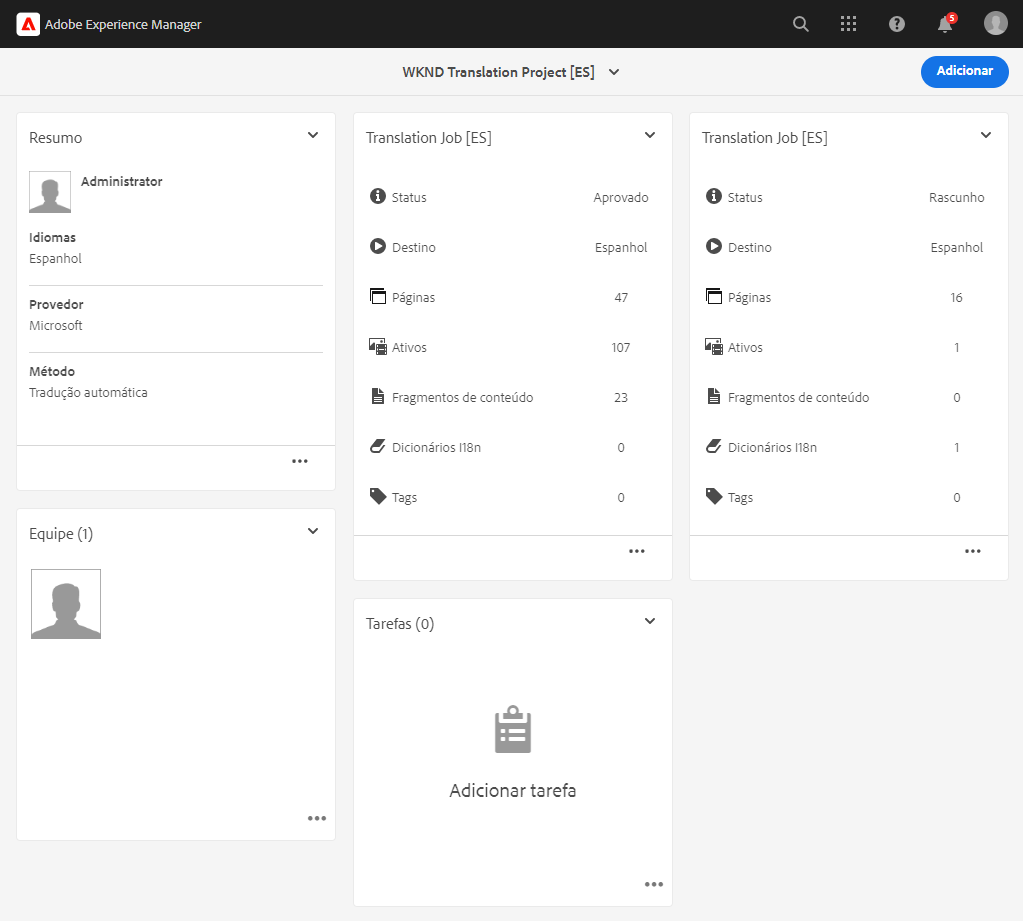 Adobe Experience Manager
5
WKND Translation Project [ES]
Adicionar
Resumo
Administrator
Idiomas
Espanhol
Provedor
Microsoft
Método
Tradução automática
Equipe (1)
Translation Job [ES]
Status Aprovado
Destino Espanhol
Páginas 47
Ativos 107
Fragmentos de conteúdo 23
Dicionários I18n 0
Tags 0
Tarefas (0)
Adicionar tarefa
Translation Job [ES]
Status Rascunho
Destino Espanhol
Páginas 16
Ativos 1
Fragmentos de conteúdo 0
Dicionários I18n 1
Tags 0